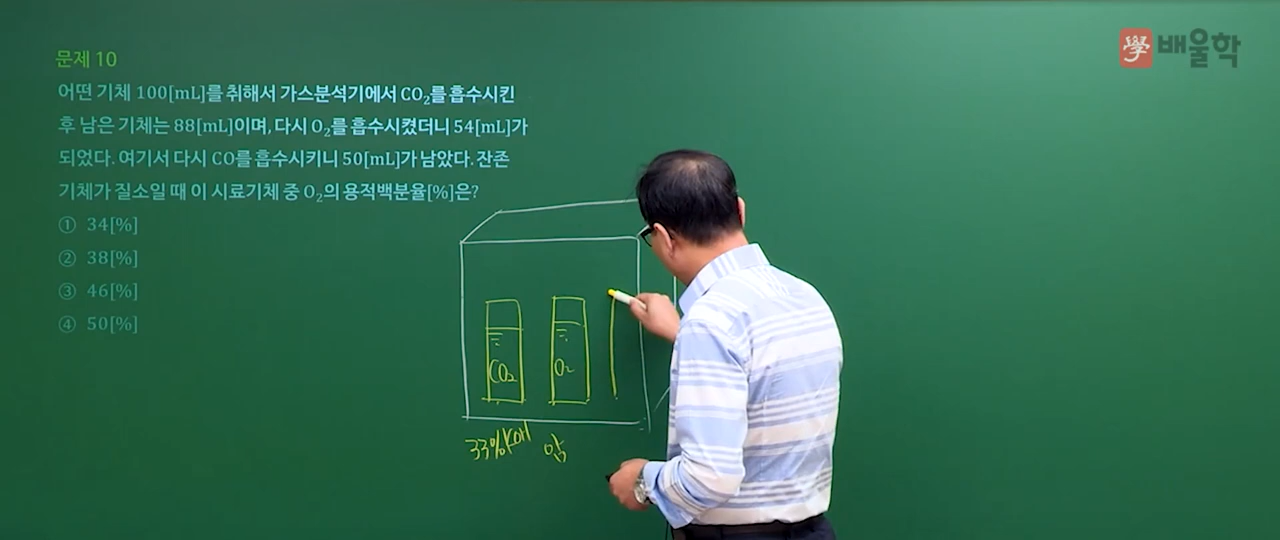 문제 10
學 배울학
어떤 기체 100[mL]를 취해서 가스분석기에서 CO₂를 흡수시킨
후 남은 기체는 88[mL]이며, 다시 O₂를 흡수시켰더니 54[mL]가
되었다. 여기서 다시 CO를 흡수시키니 50[mL]가 남았다. 잔존
기체가 질소일 때 이 시료기체 중 O₂의 용적백분율[%]은?
① 34[%]
② 38[%]
③ 46[%]
④ 50[%]
CO₂ O₂
33%KOH